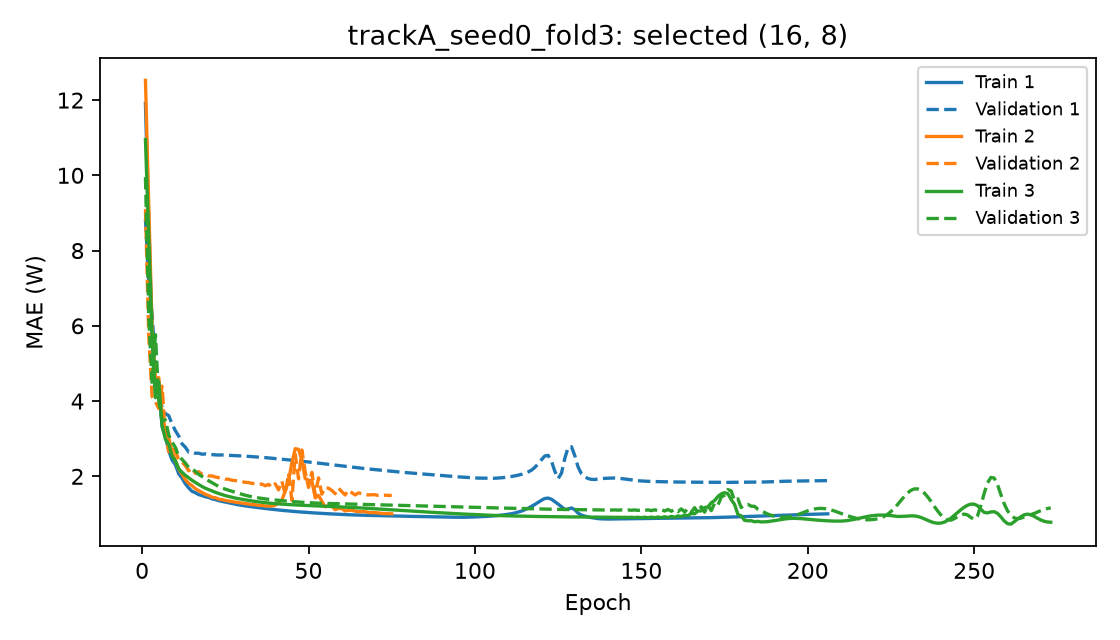 trackA_seed0_fold3: selected (16, 8)
Train 1
Validation 1
Train 2
Validation 2
Train 3
Validation 3
MAE (W)
12
10
8
6
4
2
0 50 100 150 200 250
Epoch